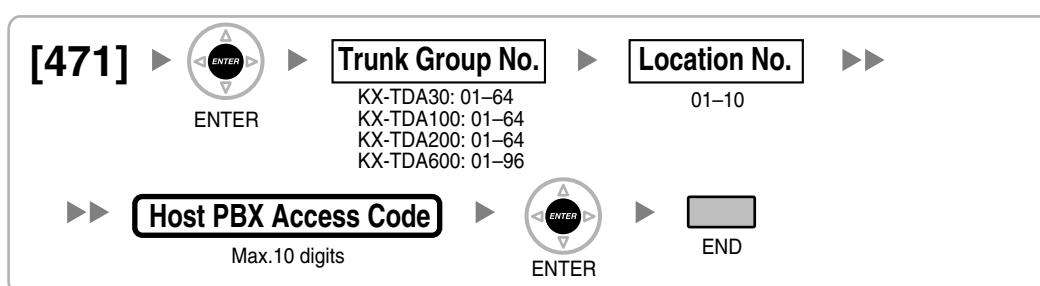 [471] ENTER Trunk Group No. Location No.
ENTER
KX-TDA30: 01–64
KX-TDA100: 01–64
KX-TDA200: 01–64
KX-TDA600: 01–96
01–10
Host PBX Access Code ENTER
Max.10 digits
ENTER
END